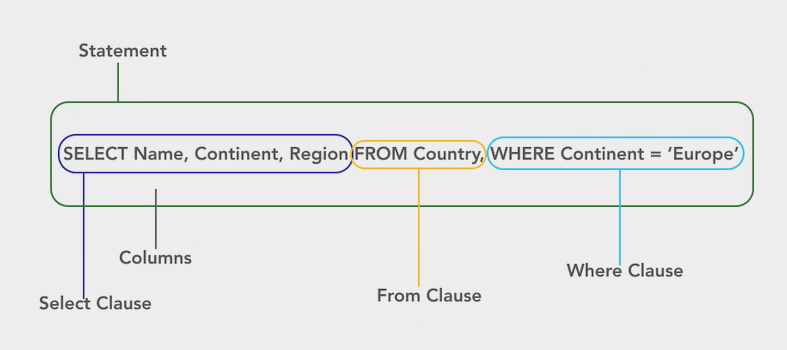 Statement
SELECT Name, Continent, Region FROM Country, WHERE Continent = ‘Europe’
Columns
Where Clause
From Clause
Select Clause